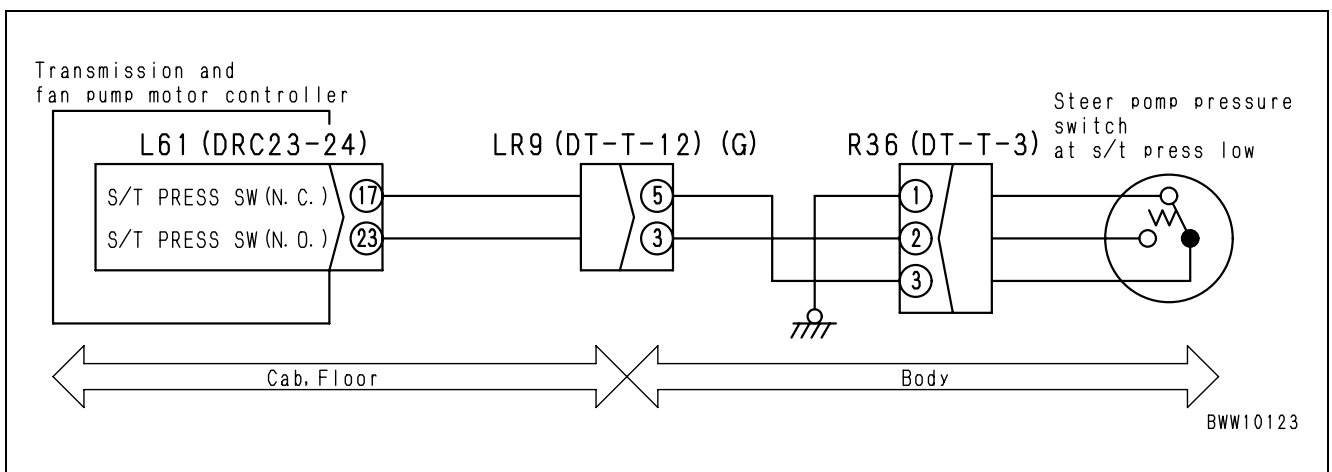 Transmission and
fan pump motor controller
Steer pomp pressure
switch
at s/t press low
L61 (DRC23-24)
LR9 (DT-T-12) (G)
R36 (DT-T-3)
S/T PRESS SW(N.C.)
17
5
1
S/T PRESS SW(N.O.)
23
3
2
3
Cab, Floor
Body
BWW10123